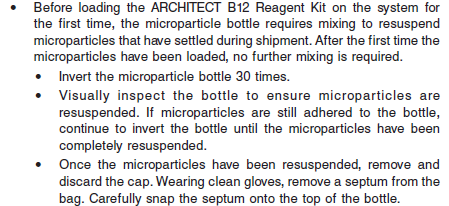 • Before loading the ARCHITECT B12 Reagent Kit on the system for
the first time, the microparticle bottle requires mixing to resuspend
microparticles that have settled during shipment. After the first time the
microparticles have been loaded, no further mixing is required.
• Invert the microparticle bottle 30 times.
• Visually inspect the bottle to ensure microparticles are
resuspended. If microparticles are still adhered to the bottle,
continue to invert the bottle until the microparticles have been
completely resuspended.
• Once the microparticles have been resuspended, remove and
discard the cap. Wearing clean gloves, remove a septum from the
bag. Carefully snap the septum onto the top of the bottle.